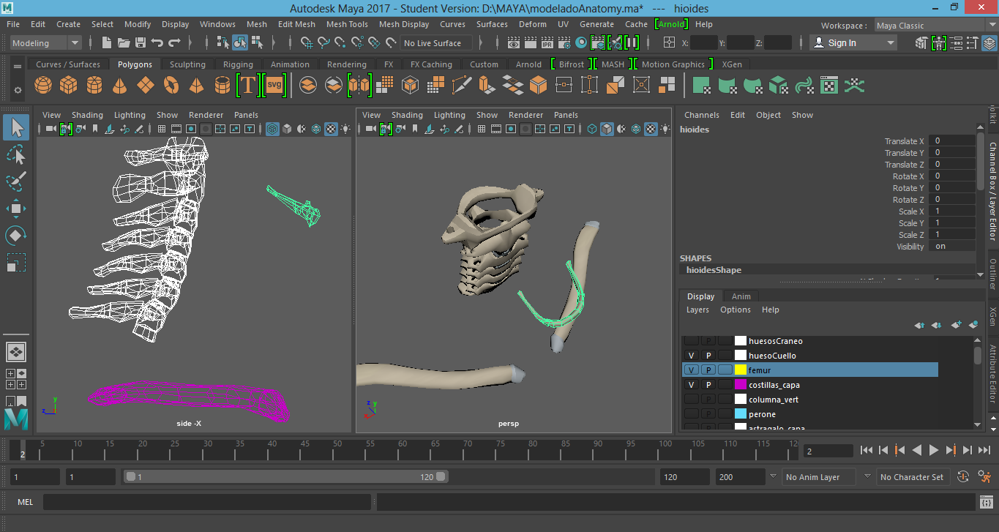 Autodesk Maya 2017 - Student Version: D:\MAYA\modeladoAnatomy.ma* --- hioides
File Edit Create Select Modify Display Windows Mesh Edit Mesh Mesh Tools Mesh Display Curves Surfaces Deform UV Generate Cache [Arnold] Help Workspace : Maya Classic
Modeling No Live Surface X: Y: Z: Sign In
Curves / Surfaces Polygons Sculpting Rigging Animation Rendering FX FX Caching Custom Arnold Bifrost MASH Motion Graphics XGen
T svg
View Shading Lighting Show Renderer Panels
View Shading Lighting Show Renderer Panels
Channels Edit Object Show
hioides
Translate X 0
Translate Y 0
Translate Z 0
Rotate X 0
Rotate Y 0
Rotate Z 0
Scale X 1
Scale Y 1
Scale Z 1
Visibility on
SHAPES
hioidesShape
Display Anim
Layers Options Help
P huesosCraneo
V P huesoCuello
V P femur
V P costillas_capa
P columna_vert
P perone
astragalo_capa
Channel Box / Layer Editor
Outliner
XGen
Attribute Editor
y
z
side -X
z y
x
persp
5 10 15 20 25 30 35 40 45 50 55 60 65 70 75 80 85 90 95 100 105 110 115 12
2
2
1 1 1 120 120 200 No Anim Layer No Character Set
MEL